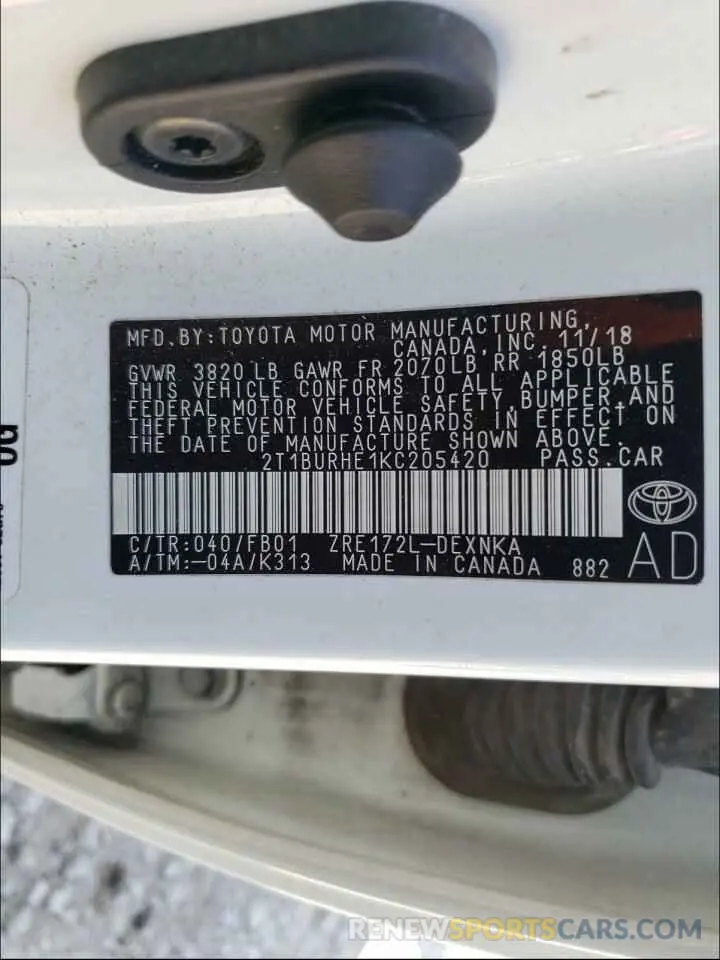 MFD. BY: TOYOTA MOTOR MANUFACTURING,
CANADA, INC. 11/18
GVWR 3820 LB GAWR FR 2070LB RR 1850LB
THIS VEHICLE CONFORMS TO ALL APPLICABLE
FEDERAL MOTOR VEHICLE SAFETY, BUMPER, AND
THEFT PREVENTION STANDARDS IN EFFECT ON
THE DATE OF MANUFACTURE SHOWN ABOVE.
2T1BURHE1KC205420 PASS. CAR
C/TR:040/FB01 ZRE172L-DEXNKA
A/TM:-04A/K313 MADE IN CANADA 882 AD
RENEWSPORTSCARS.COM/USA